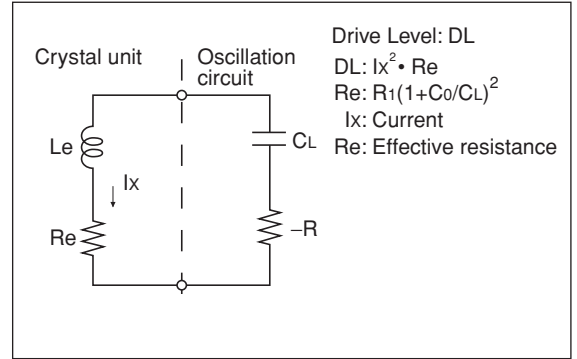 Crystal unit
Oscillation
circuit
Drive Level: DL
DL: Ix²• Re
Re: R1(1+C0/CL)²
Ix: Current
Re: Effective resistance
Le
Ix
Re
CL
−R